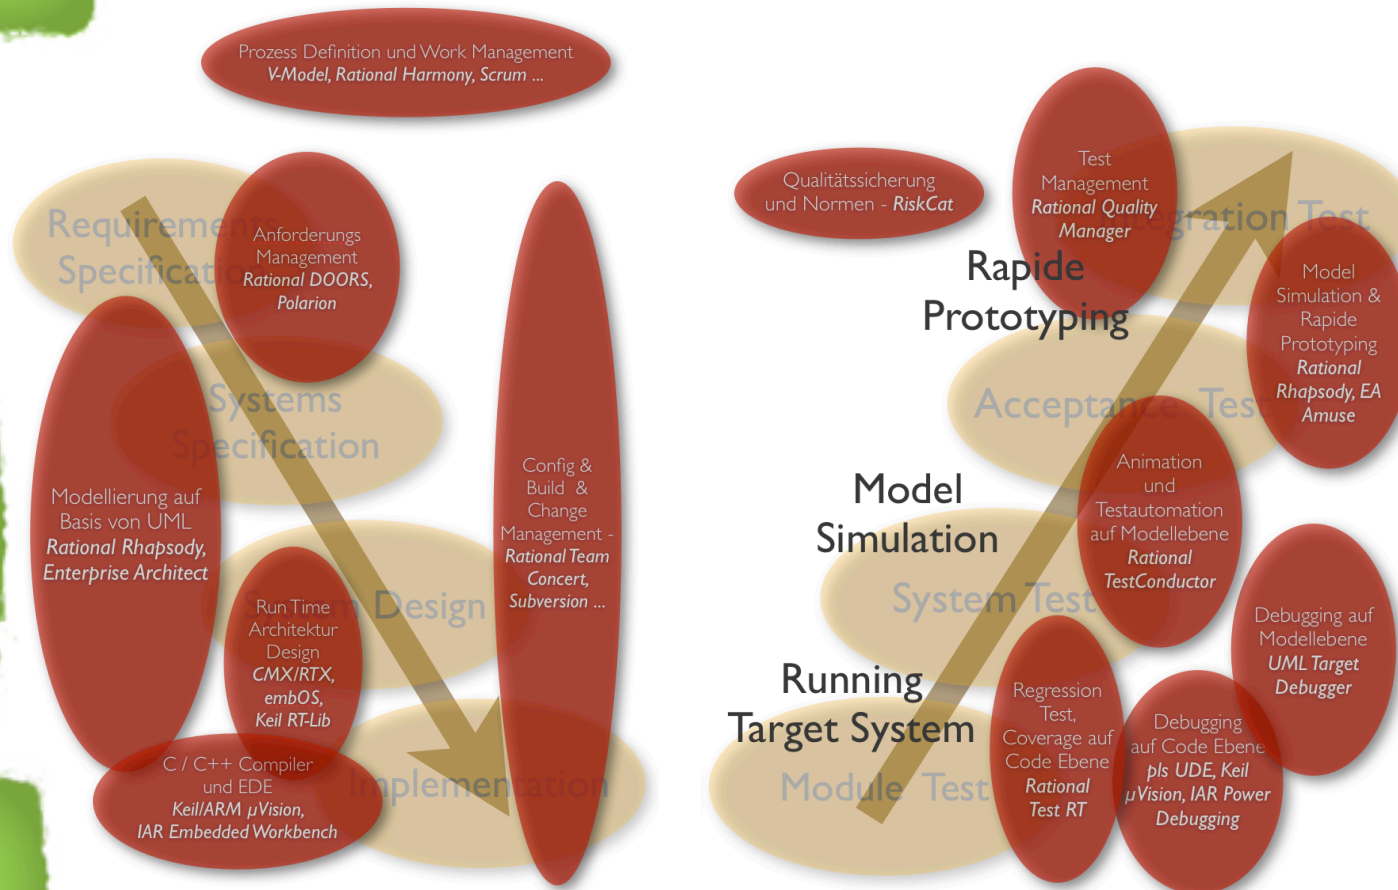 Prozess Definition und Work Management
V-Model, Rational Harmony, Scrum ...
Requirements
Specification
Anforderungs
Management
Rational DOORS,
Polarion
Systems
Specification
Modellierung auf
Basis von UML
Rational Rhapsody,
Enterprise Architect
System Design
Run Time
Architektur
Design
CMX/RTX,
embOS,
Keil RT-Lib
C / C++ Compiler
und EDE
Keil/ARM µVision,
IAR Embedded Workbench
Implementation
Config &
Build &
Change
Management -
Rational Team
Concert,
Subversion ...
Qualitätssicherung
und Normen - RiskCat
Test
Management
Rational Quality
Manager
Integration Test
Rapide
Prototyping
Model
Simulation &
Rapide
Prototyping
Rational
Rhapsody, EA
Amuse
Acceptance Test
Animation
und
Testautomation
auf Modellebene
Rational
TestConductor
Model
Simulation
System Test
Debugging auf
Modellebene
UML Target
Debugger
Running
Target System
Module Test
Regression
Test,
Coverage auf
Code Ebene
Rational
Test RT
Debugging
auf Code Ebene
pls UDE, Keil
µVision, IAR Power
Debugging